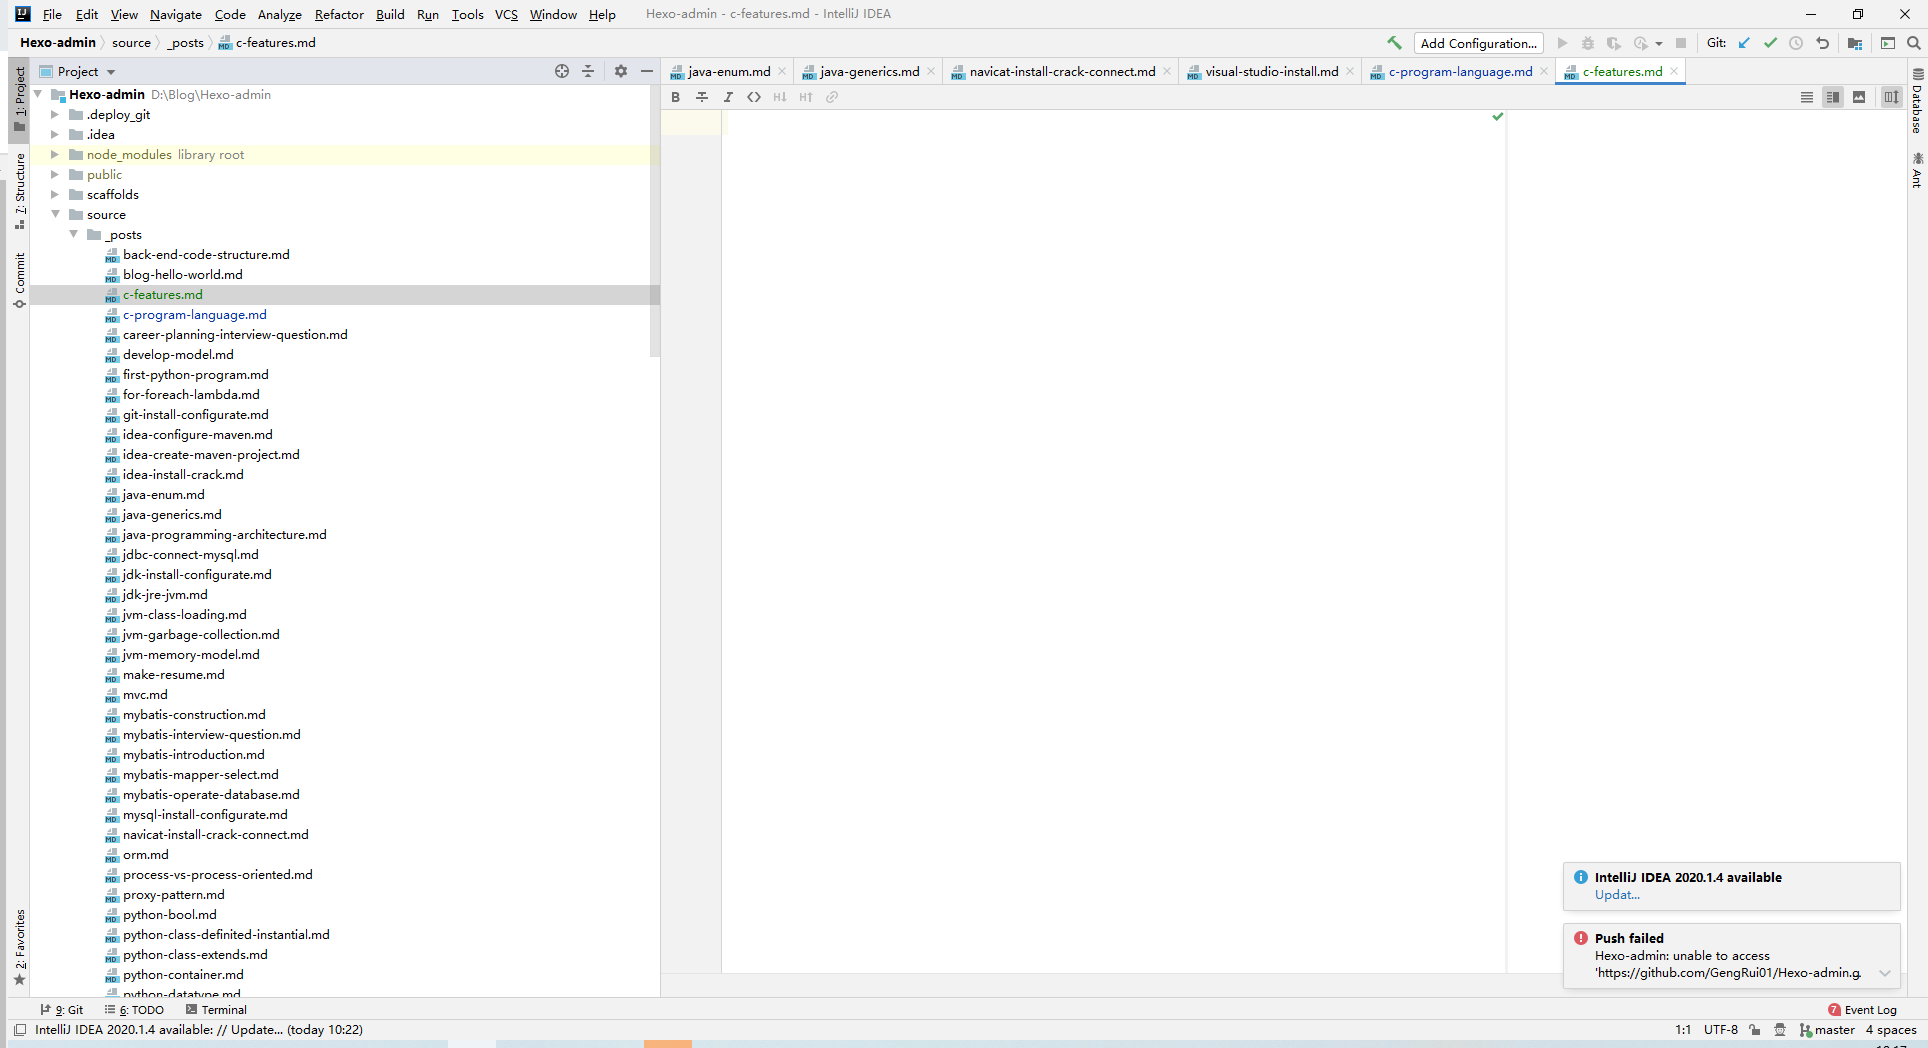 File Edit View Navigate Code Analyze Refactor Build Run Tools VCS Window Help Hexo-admin - c-features.md - IntelliJ IDEA
Hexo-admin source _posts c-features.md Add Configuration... Git:
Project
java-enum.md java-generics.md navicat-install-crack-connect.md visual-studio-install.md c-program-language.md c-features.md
Hexo-admin D:\Blog\Hexo-admin
.deploy_git
.idea
node_modules library root
public
scaffolds
source
_posts
back-end-code-structure.md
blog-hello-world.md
c-features.md
c-program-language.md
career-planning-interview-question.md
develop-model.md
first-python-program.md
for-foreach-lambda.md
git-install-configurate.md
idea-configure-maven.md
idea-create-maven-project.md
idea-install-crack.md
java-enum.md
java-generics.md
java-programming-architecture.md
jdbc-connect-mysql.md
jdk-install-configurate.md
jdk-jre-jvm.md
jvm-class-loading.md
jvm-garbage-collection.md
jvm-memory-model.md
make-resume.md
mvc.md
mybatis-construction.md
mybatis-interview-question.md
mybatis-introduction.md
mybatis-mapper-select.md
mybatis-operate-database.md
mysql-install-configurate.md
navicat-install-crack-connect.md
orm.md
process-vs-process-oriented.md
proxy-pattern.md
python-bool.md
python-class-definited-instantial.md
python-class-extends.md
python-container.md
python-datatype.md
1: Project
7: Structure
Commit
2: Favorites
Database
Ant
IntelliJ IDEA 2020.1.4 available
Updat...
Push failed
Hexo-admin: unable to access
'https://github.com/GengRui01/Hexo-admin.g.
9: Git 6: TODO Terminal 7 Event Log
IntelliJ IDEA 2020.1.4 available: // Update... (today 10:22) 1:1 UTF-8 master 4 spaces